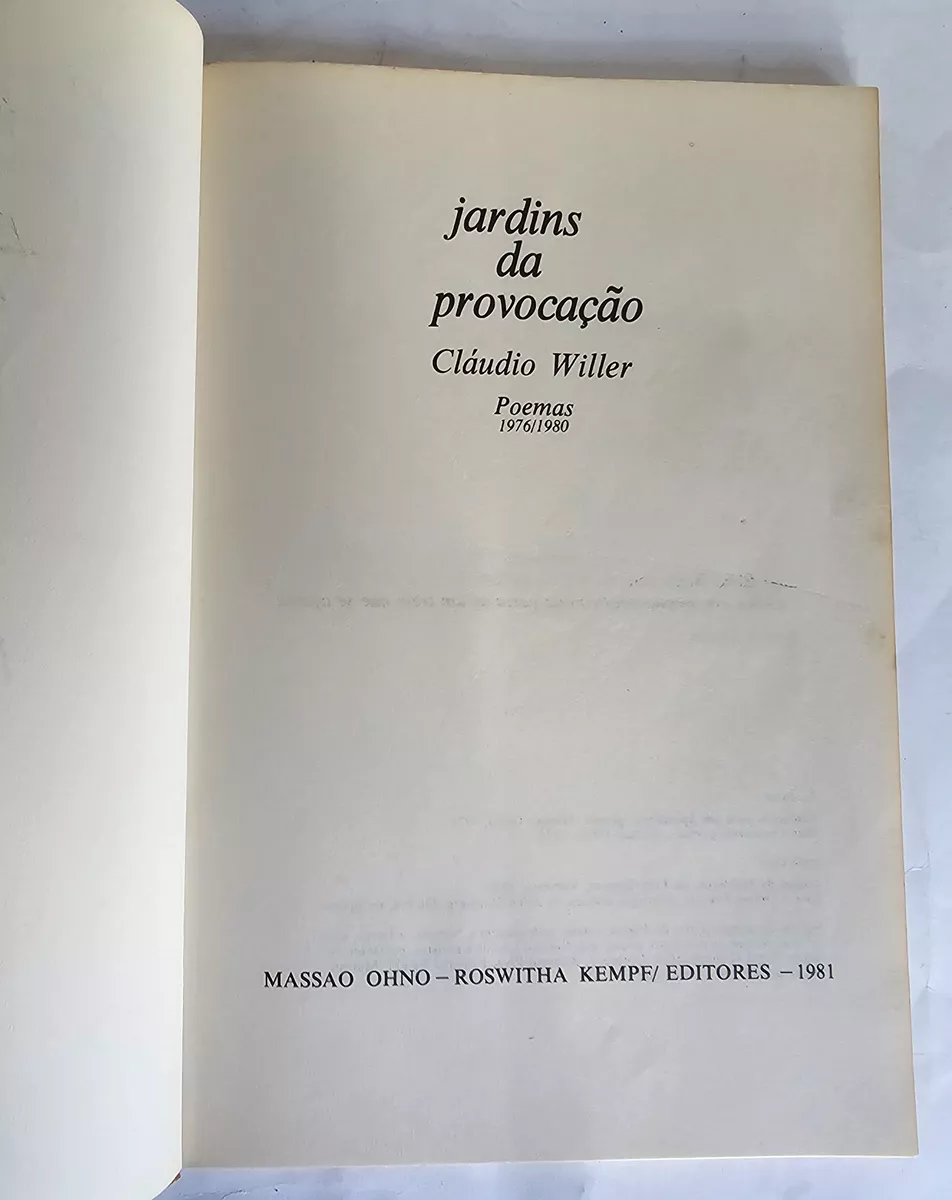 jardins
da
provocação
Cláudio Willer
Poemas
1976/1980
MASSAO OHNO – ROSWITHA KEMPF/ EDITORES – 1981